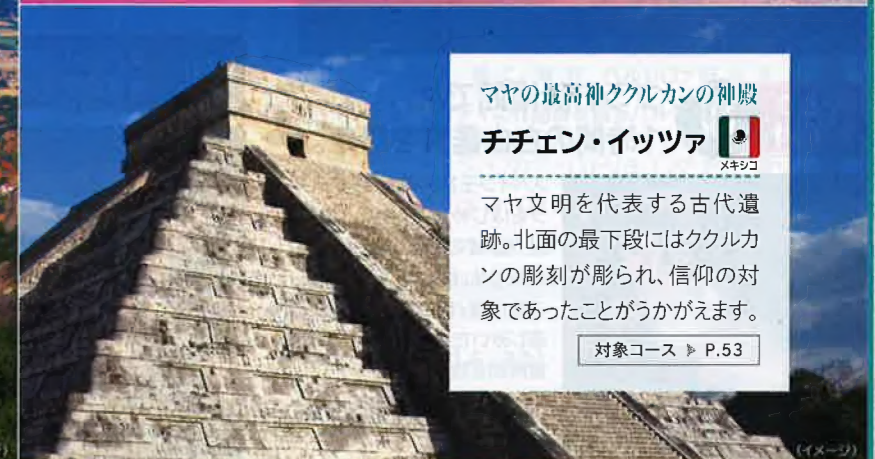 マヤの最高神ククルカンの神殿
チチェン・イッツァ
メキシコ
マヤ文明を代表する古代遺
跡。北面の最下段にはククルカ
ンの彫刻が彫られ、信仰の対
象であったことがうかがえます。
対象コース ▶ P.53
(イメージ)